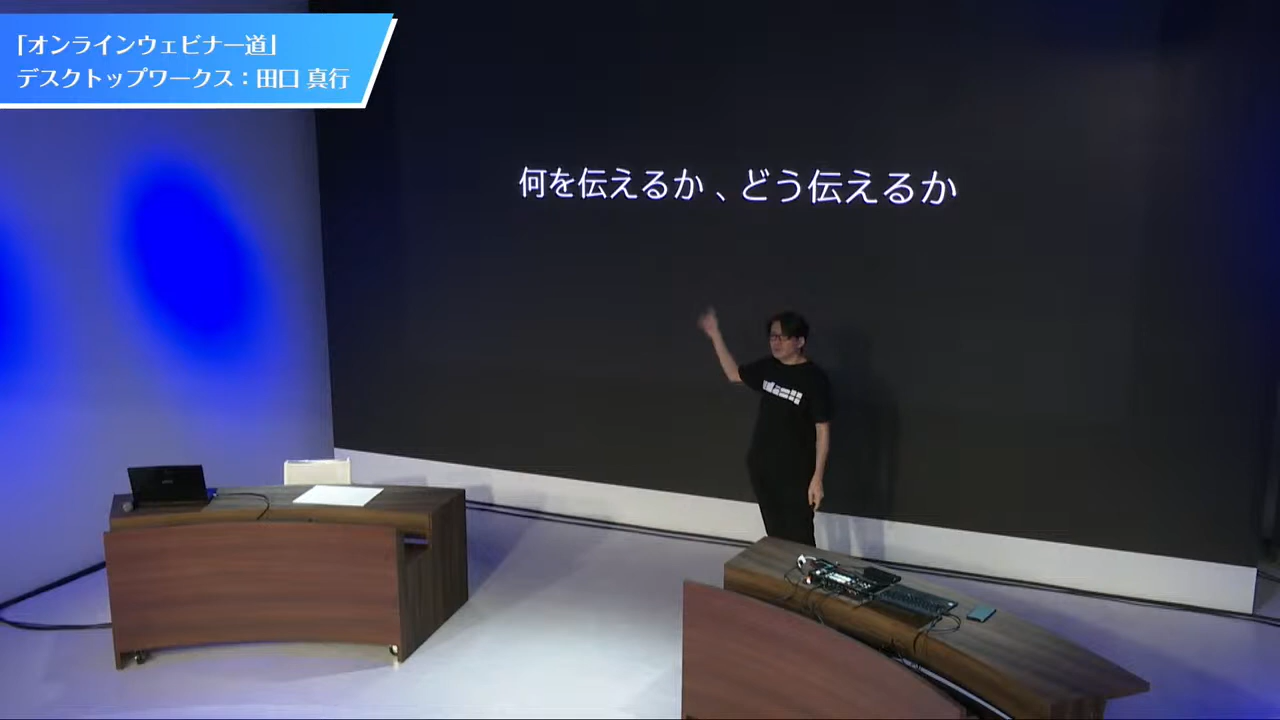 「オンラインウェビナー道」
デスクトップワークス:田口 真行
何を伝えるか、どう伝えるか